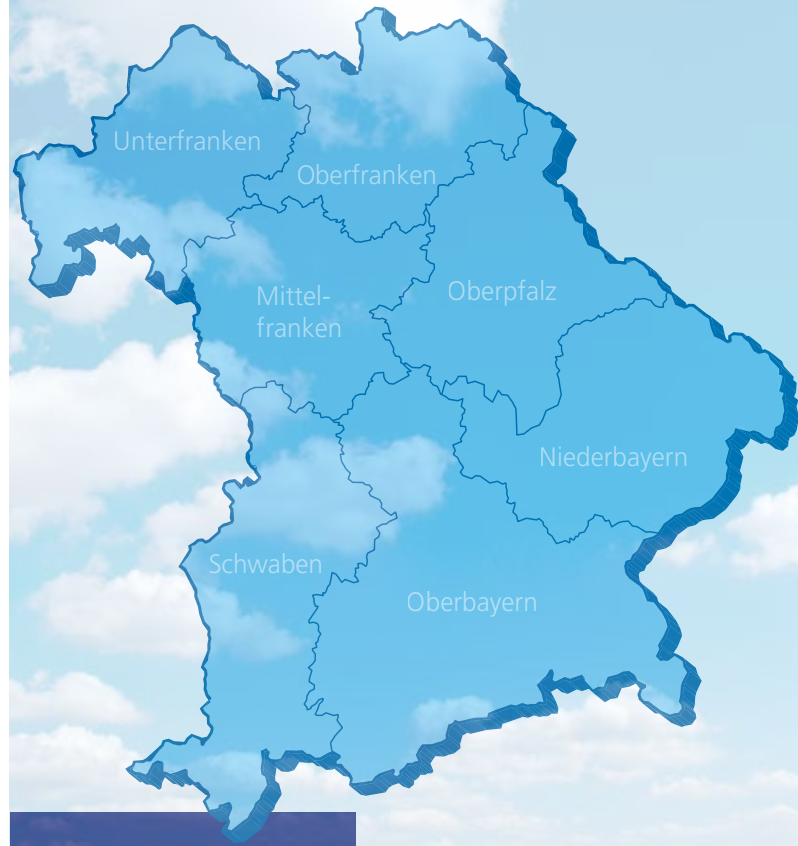 Unterfranken
Oberfranken
Mittel-
franken
Oberpfalz
Niederbayern
Schwaben
Oberbayern